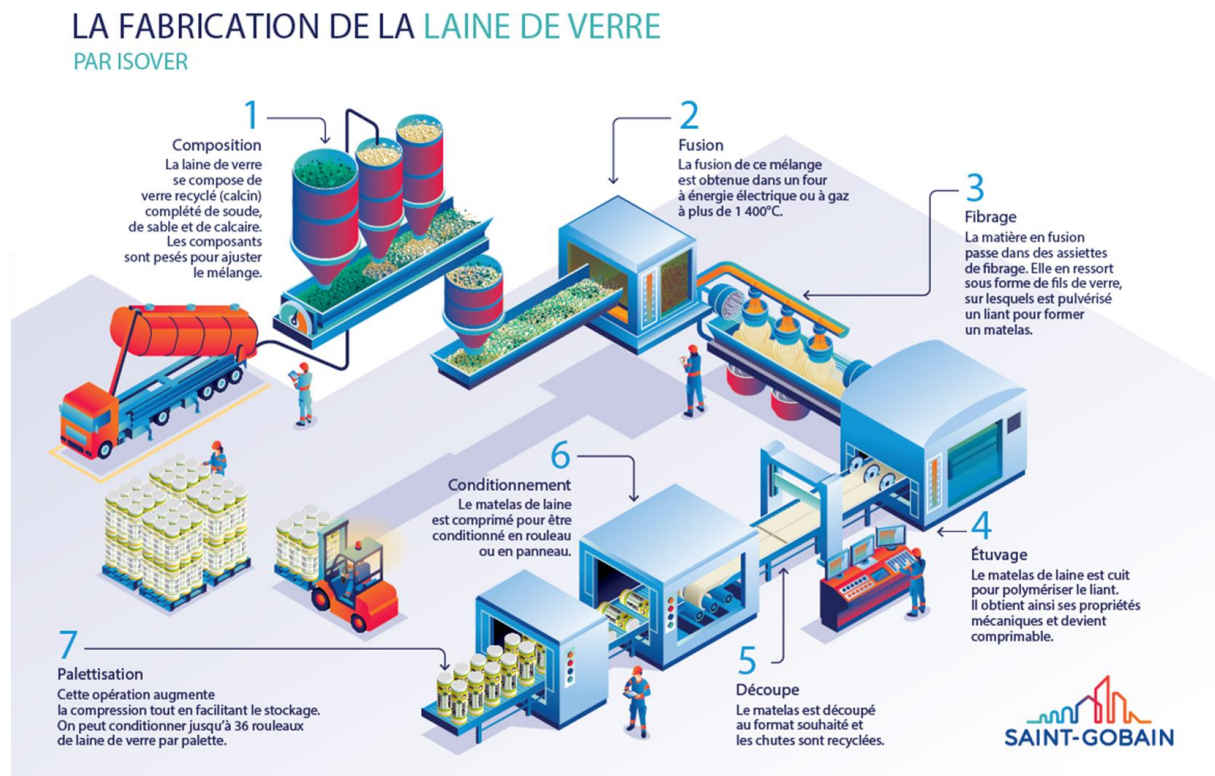 LA FABRICATION DE LA LAINE DE VERRE
PAR ISOVER
1
Composition
La laine de verre
se compose de
verre recyclé (calcin)
complété de soude,
de sable et de calcaire.
Les composants
sont pesés pour ajuster
le mélange.
2
Fusion
La fusion de ce mélange
est obtenue dans un four
à énergie électrique ou à gaz
à plus de 1 400°C.
3
Fibrage
La matière en fusion
passe dans des assiettes
de fibrage. Elle en ressort
sous forme de fils de verre,
sur lesquels est pulvérisé
un liant pour former
un matelas.
4
Étuvage
Le matelas de laine est cuit
pour polymériser le liant.
Il obtient ainsi ses propriétés
mécaniques et devient
comprimable.
5
Découpe
Le matelas est découpé
au format souhaité et
les chutes sont recyclées.
6
Conditionnement
Le matelas de laine
est comprimé pour être
conditionné en rouleau
ou en panneau.
7
Palettisation
Cette opération augmente
la compression tout en facilitant le stockage.
On peut conditionner jusqu'à 36 rouleaux
de laine de verre par palette.
SAINT-GOBAIN